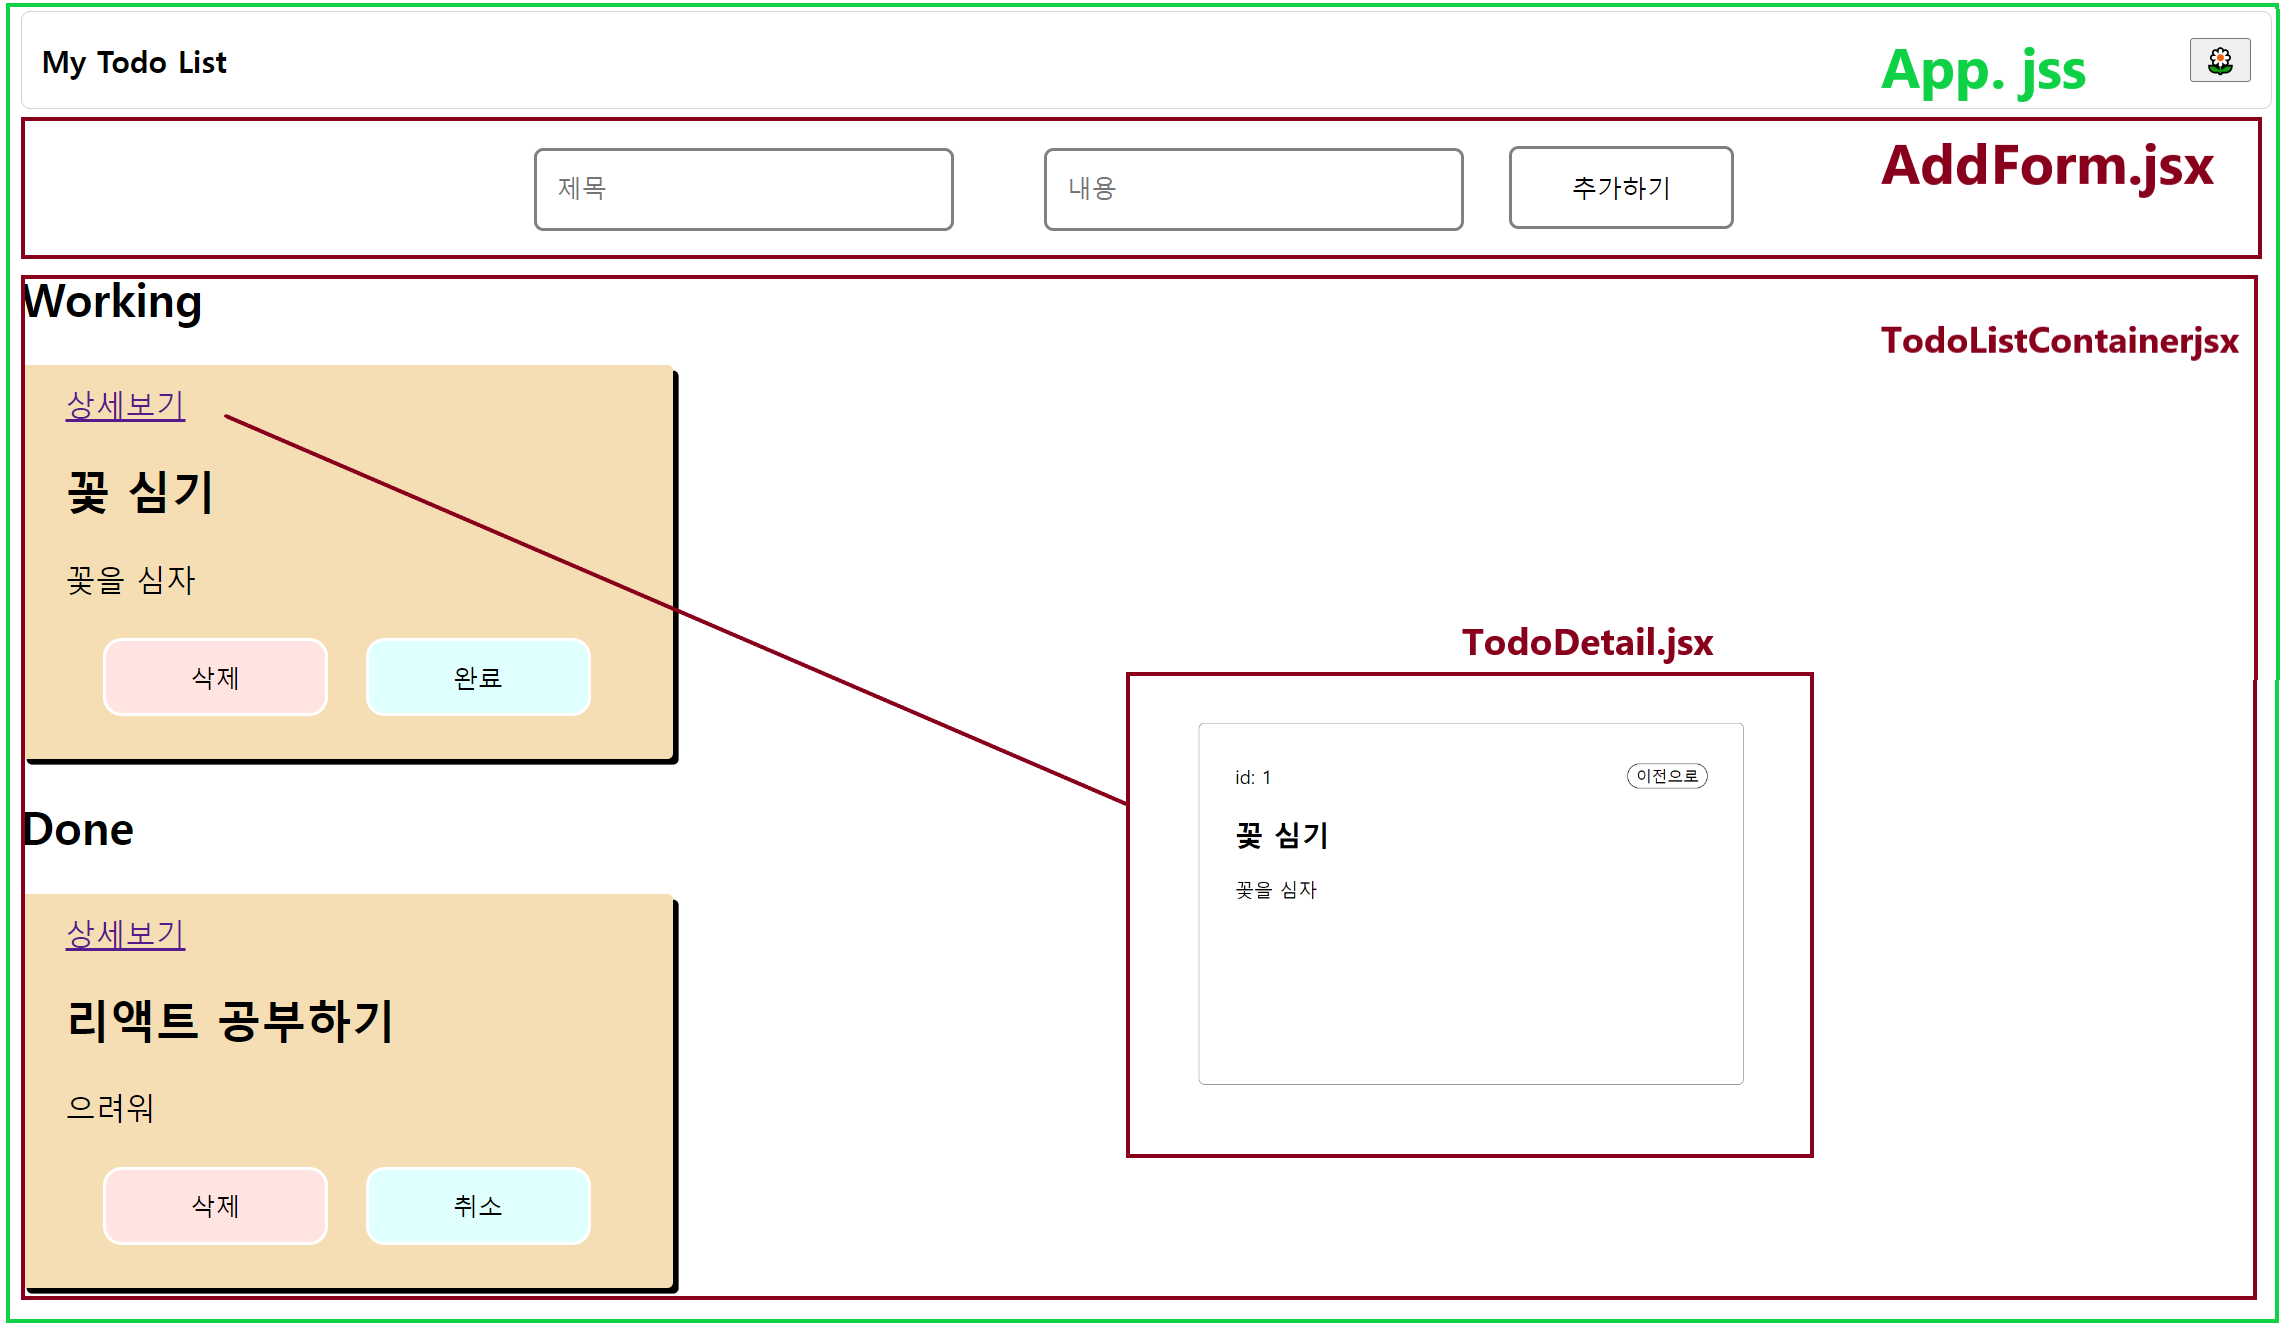 My Todo List
App. jss
AddForm.jsx
제목
내용
추가하기
Working
TodoListContainerjsx
상세보기
꽃 심기
꽃을 심자
삭제
완료
TodoDetail.jsx
id: 1
이전으로
꽃 심기
꽃을 심자
Done
상세보기
리액트 공부하기
으려워
삭제
취소